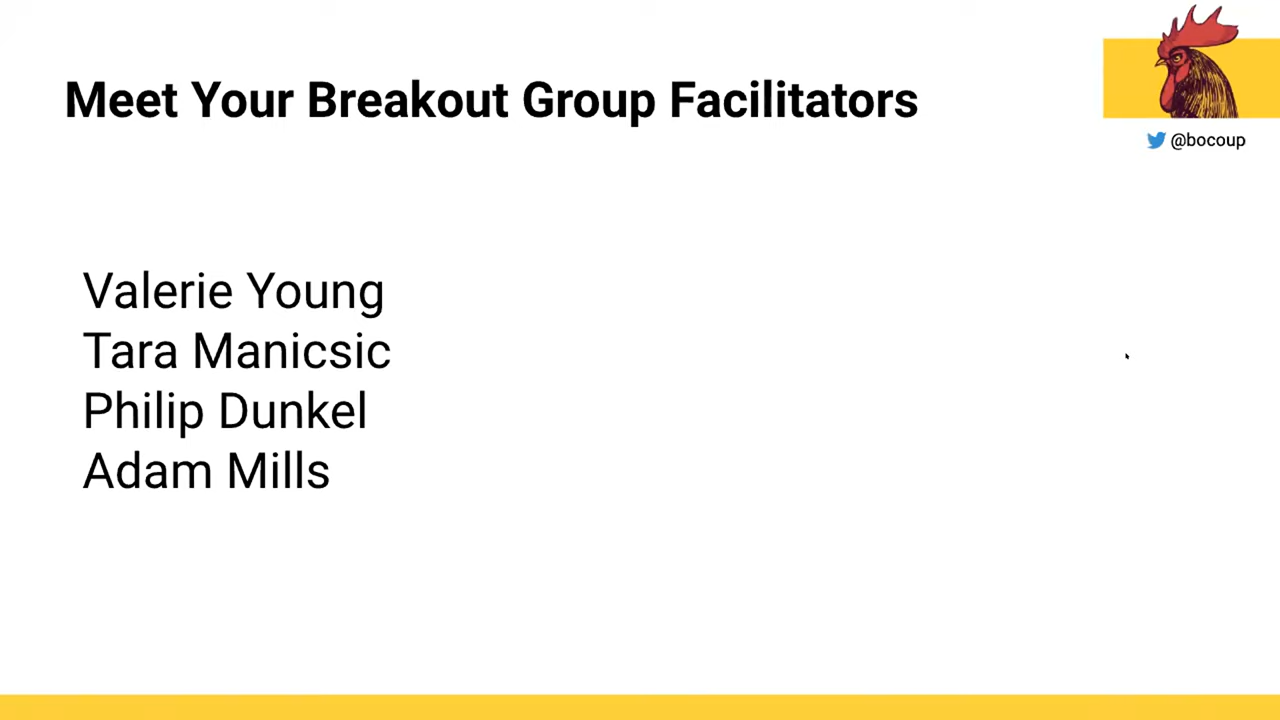 Meet Your Breakout Group Facilitators
@bocoup
Valerie Young
Tara Manicsic
Philip Dunkel
Adam Mills